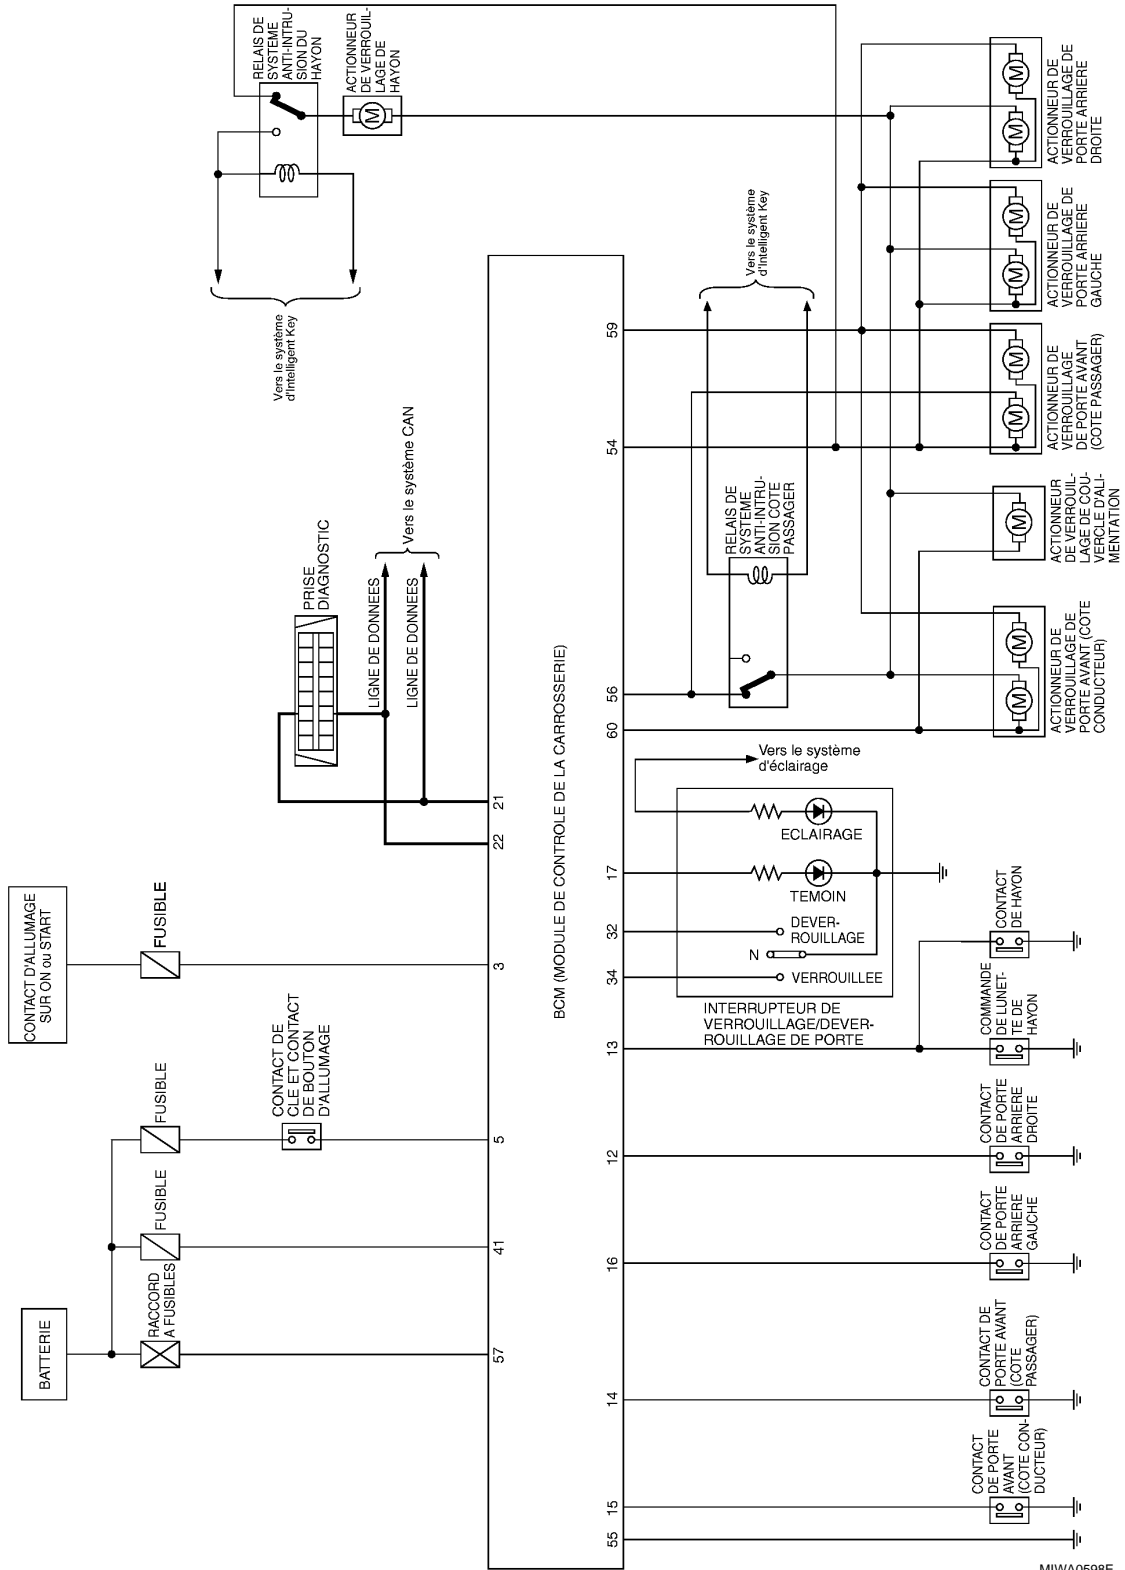 RELAIS DE
SYSTEME
ANTI-INTRU-
SION DU
HAYON
ACTIONNEUR
DE VERROUIL-
LAGE DE
HAYON
M
Vers le système
d'Intelligent Key
Vers le système
d'Intelligent Key
PRISE
DIAGNOSTIC
LIGNE DE DONNEES
LIGNE DE DONNEES
Vers le système CAN
CONTACT D'ALLUMAGE
SUR ON ou START
FUSIBLE
FUSIBLE
CONTACT DE
CLE ET CONTACT
DE BOUTON
D'ALLUMAGE
FUSIBLE
RACCORD
A FUSIBLES
BATTERIE
21
22
3
5
41
57
BCM (MODULE DE CONTROLE DE LA CARROSSERIE)
59
54
56
60
17
32
34
13
12
16
14
15
55
RELAIS DE
SYSTEME
ANTI-INTRU-
SION COTE
PASSAGER
Vers le système
d'éclairage
ECLAIRAGE
TEMOIN
DEVER-
ROUILLAGE
N
VERROUILLEE
INTERRUPTEUR DE
VERROUILLAGE/DEVER-
ROUILLAGE DE PORTE
M
M
ACTIONNEUR DE
VERROUILLAGE DE
PORTE ARRIERE
DROITE
M
M
ACTIONNEUR DE
VERROUILLAGE DE
PORTE ARRIERE
GAUCHE
M
M
ACTIONNEUR DE
VERROUILLAGE
DE PORTE AVANT
(COTE PASSAGER)
M
ACTIONNEUR
DE VERROUIL-
LAGE DE COU-
VERCLE D'ALI-
MENTATION
M
M
ACTIONNEUR DE
VERROUILLAGE DE
PORTE AVANT (COTE
CONDUCTEUR)
CONTACT
DE HAYON
COMMANDE
DE LUNET-
TE DE
HAYON
CONTACT
DE PORTE
ARRIERE
DROITE
CONTACT
DE PORTE
ARRIERE
GAUCHE
CONTACT DE
PORTE AVANT
(COTE
PASSAGER)
CONTACT
DE PORTE
AVANT
(COTE CON-
DUCTEUR)
MIWA0598E